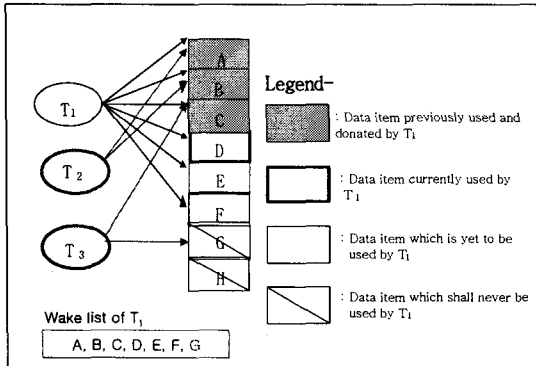 A
B
C
D
E
F
G
H
T1
T2
T3
Legend-
: Data item previously used and
donated by T1
: Data item currently used by
T1
: Data item which is yet to be
used by T1
: Data item which shall never be
used by T1
Wake list of T1
A, B, C, D, E, F, G